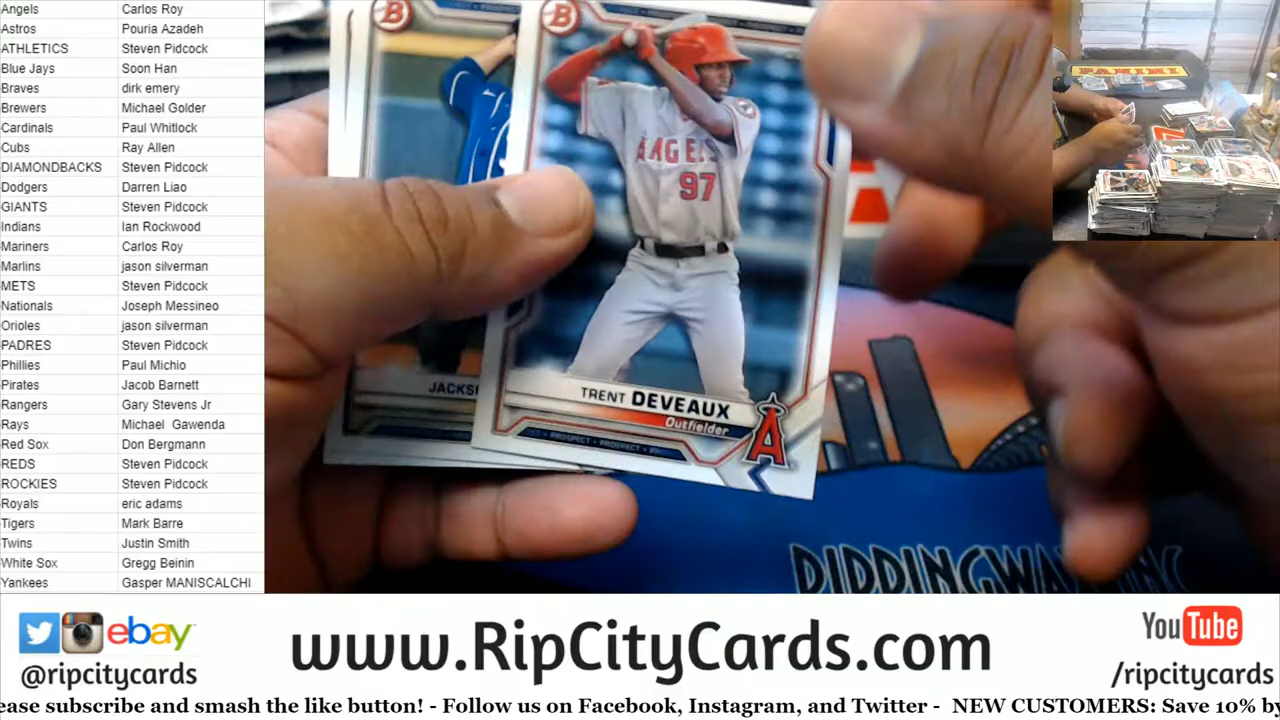 Angels Carlos Roy
Astros Pouria Azadeh
ATHLETICS Steven Pidcock
Blue Jays Soon Han
Braves dirk emery
Brewers Michael Golder
Cardinals Paul Whitlock
Cubs Ray Allen
DIAMONDBACKS Steven Pidcock
Dodgers Darren Liao
GIANTS Steven Pidcock
Indians Ian Rockwood
Mariners Carlos Roy
Marlins jason silverman
METS Steven Pidcock
Nationals Joseph Messineo
Orioles jason silverman
PADRES Steven Pidcock
Phillies Paul Michio
Pirates Jacob Barnett
Rangers Gary Stevens Jr
Rays Michael Gawenda
Red Sox Don Bergmann
REDS Steven Pidcock
ROCKIES Steven Pidcock
Royals eric adams
Tigers Mark Barre
Twins Justin Smith
White Sox Gregg Beinin
Yankees Gasper MANISCALCHI
B
B
ANGELS
97
JACKS
TRENT DEVEAUX
Outfielder
PROSPECT • PROSPECT
A
PANINI
ebay
@ripcitycards
www.RipCityCards.com
YouTube
/ripcitycards
ease subscribe and smash the like button! - Follow us on Facebook, Instagram, and Twitter - NEW CUSTOMERS: Save 10% by